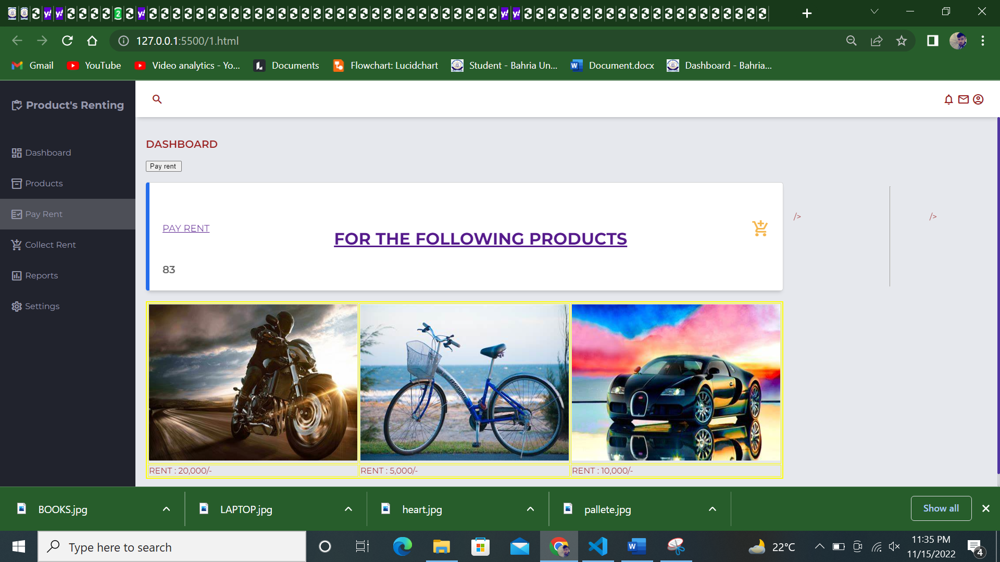 2
127.0.0.1:5500/1.html
Gmail
YouTube
Video analytics - Yo...
Documents
Flowchart: Lucidchart
Student - Bahria Un...
Document.docx
Dashboard - Bahria...
Product's Renting
Dashboard
Products
Pay Rent
Collect Rent
Reports
Settings
DASHBOARD
Pay rent
PAY RENT
FOR THE FOLLOWING PRODUCTS
83
/>
/>
RENT : 20,000/-
RENT : 5,000/-
RENT : 10,000/-
BOOKS.jpg
LAPTOP.jpg
heart.jpg
pallete.jpg
Show all
Type here to search
22°C
11:35 PM
11/15/2022
4